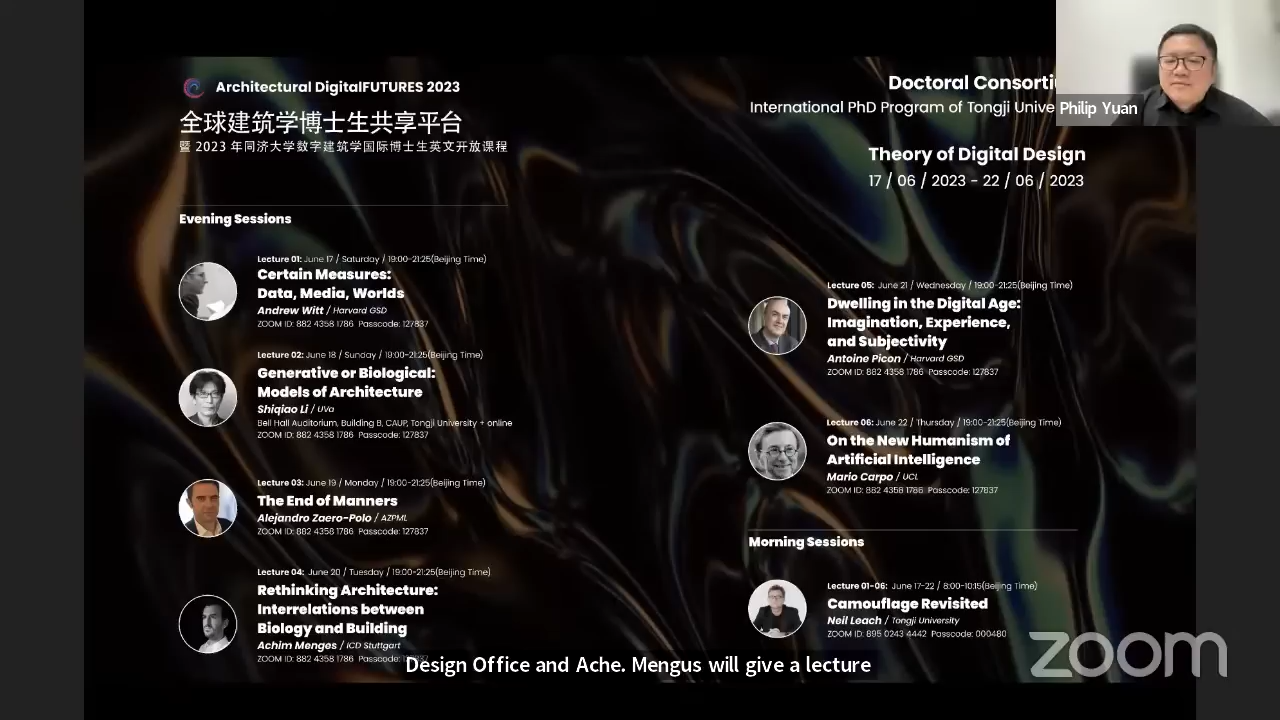 Architectural DigitalFUTURES 2023
全球建筑学博士生共享平台
暨 2023 年同济大学数字建筑学国际博士生英文开放课程
Doctoral Consorti
International PhD Program of Tongji Unive
Philip Yuan
Theory of Digital Design
17 / 06 / 2023 - 22 / 06 / 2023
Evening Sessions
Lecture 01: June 17 / Saturday / 19:00-21:25(Beijing Time)
Certain Measures:
Data, Media, Worlds
Andrew Witt / Harvard GSD
ZOOM ID: 882 4358 1786 Passcode: 127837
Lecture 02: June 18 / Sunday / 19:00-21:25(Beijing Time)
Generative or Biological:
Models of Architecture
Shiqiao Li / UVa
Bell Hall Auditorium, Building B, CAUP, Tongji University + online
ZOOM ID: 882 4358 1786 Passcode: 127837
Lecture 03: June 19 / Monday / 19:00-21:25(Beijing Time)
The End of Manners
Alejandro Zaero-Polo / AZPML
ZOOM ID: 882 4358 1786 Passcode: 127837
Lecture 04: June 20 / Tuesday / 19:00-21:25(Beijing Time)
Rethinking Architecture:
Interrelations between
Biology and Building
Achim Menges / ICD Stuttgart
ZOOM ID: 882 4358 1786 Passcode: 127837
Lecture 05: June 21 / Wednesday / 19:00-21:25(Beijing Time)
Dwelling in the Digital Age:
Imagination, Experience,
and Subjectivity
Antoine Picon / Harvard GSD
ZOOM ID: 882 4358 1786 Passcode: 127837
Lecture 06: June 22 / Thursday / 19:00-21:25(Beijing Time)
On the New Humanism of
Artificial Intelligence
Mario Carpo / UCL
ZOOM ID: 882 4358 1786 Passcode: 127837
Morning Sessions
Lecture 01-06: June 17-22 / 8:00-10:15(Beijing Time)
Camouflage Revisited
Neil Leach / Tongji University
ZOOM ID: 895 0243 4442 Passcode: 000480
Design Office and Ache. Mengus will give a lecture
zoom